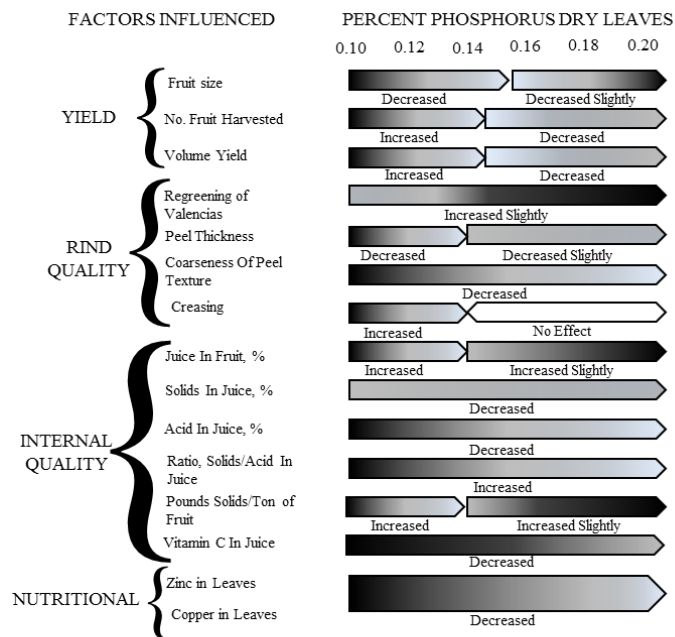 FACTORS INFLUENCED
PERCENT PHOSPHORUS DRY LEAVES
0.10 0.12 0.14 0.16 0.18 0.20
YIELD
Fruit size
Decreased Decreased Slightly
No. Fruit Harvested
Increased Decreased
Volume Yield
Increased Decreased
RIND
QUALITY
Regreening of
Valencias
Increased Slightly
Peel Thickness
Decreased Decreased Slightly
Coarseness Of Peel
Texture
Decreased
Creasing
Increased No Effect
INTERNAL
QUALITY
Juice In Fruit, %
Increased Increased Slightly
Solids In Juice, %
Decreased
Acid In Juice, %
Decreased
Ratio, Solids/Acid In
Juice
Increased
Pounds Solids/Ton of
Fruit
Increased Increased Slightly
Vitamin C In Juice
Decreased
NUTRITIONAL
Zinc in Leaves
Copper in Leaves
Decreased